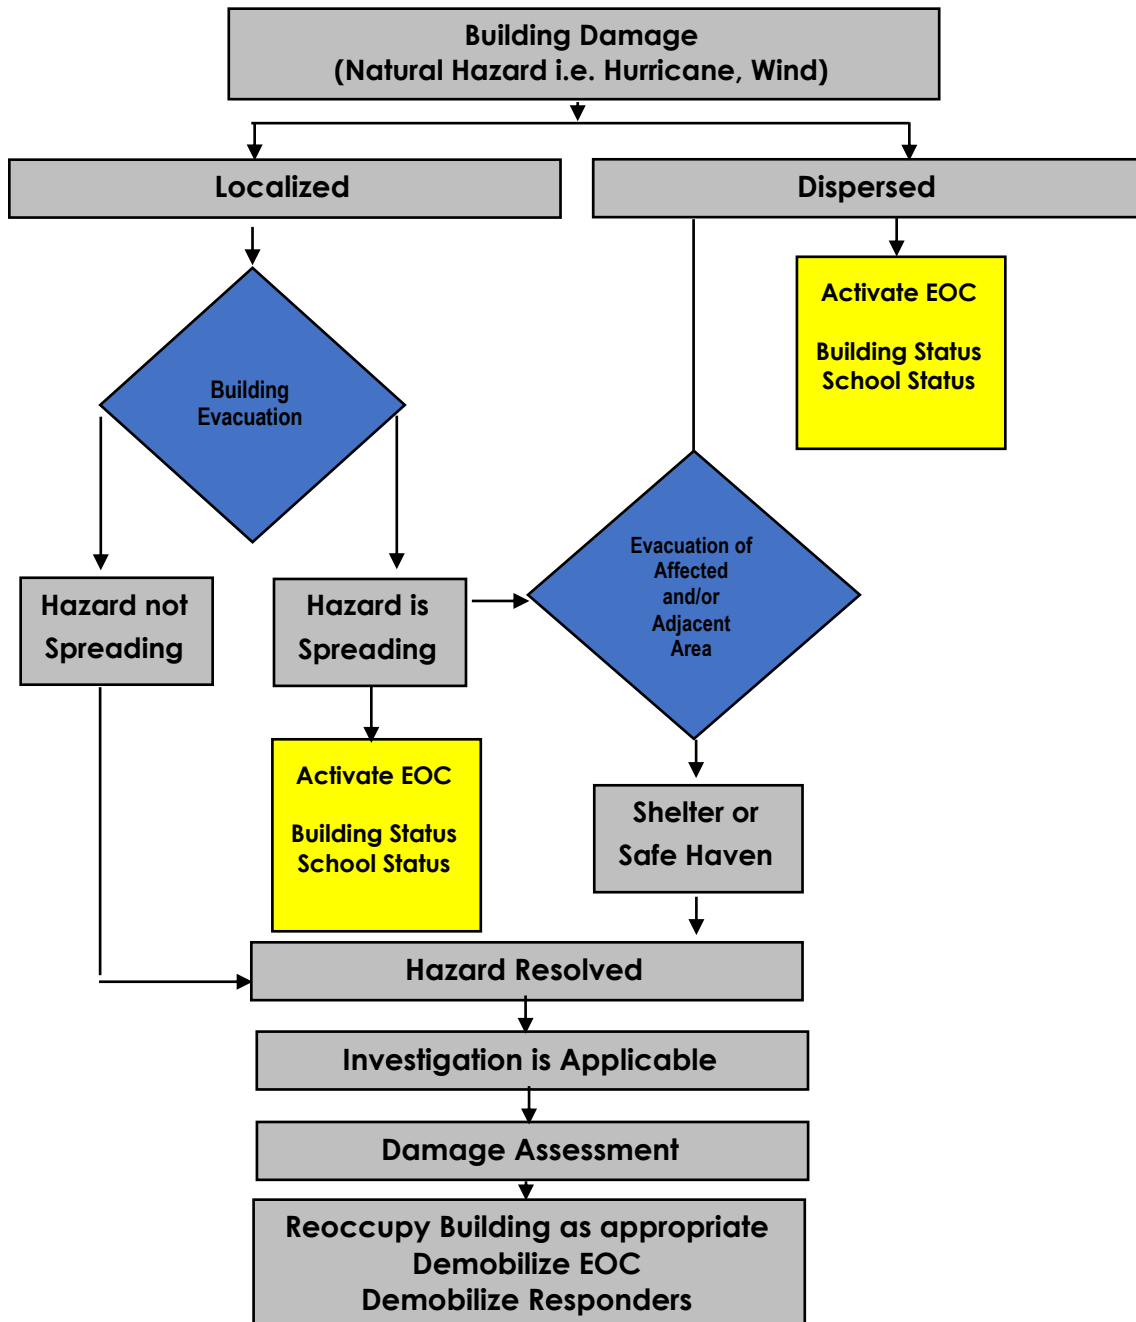 Building Damage
(Natural Hazard i.e. Hurricane, Wind)
Localized
Dispersed
Activate EOC
Building Status
School Status
Building
Evacuation
Evacuation of
Affected
and/or
Adjacent
Area
Hazard not
Spreading
Hazard is
Spreading
Activate EOC
Building Status
School Status
Shelter or
Safe Haven
Hazard Resolved
Investigation is Applicable
Damage Assessment
Reoccupy Building as appropriate
Demobilize EOC
Demobilize Responders